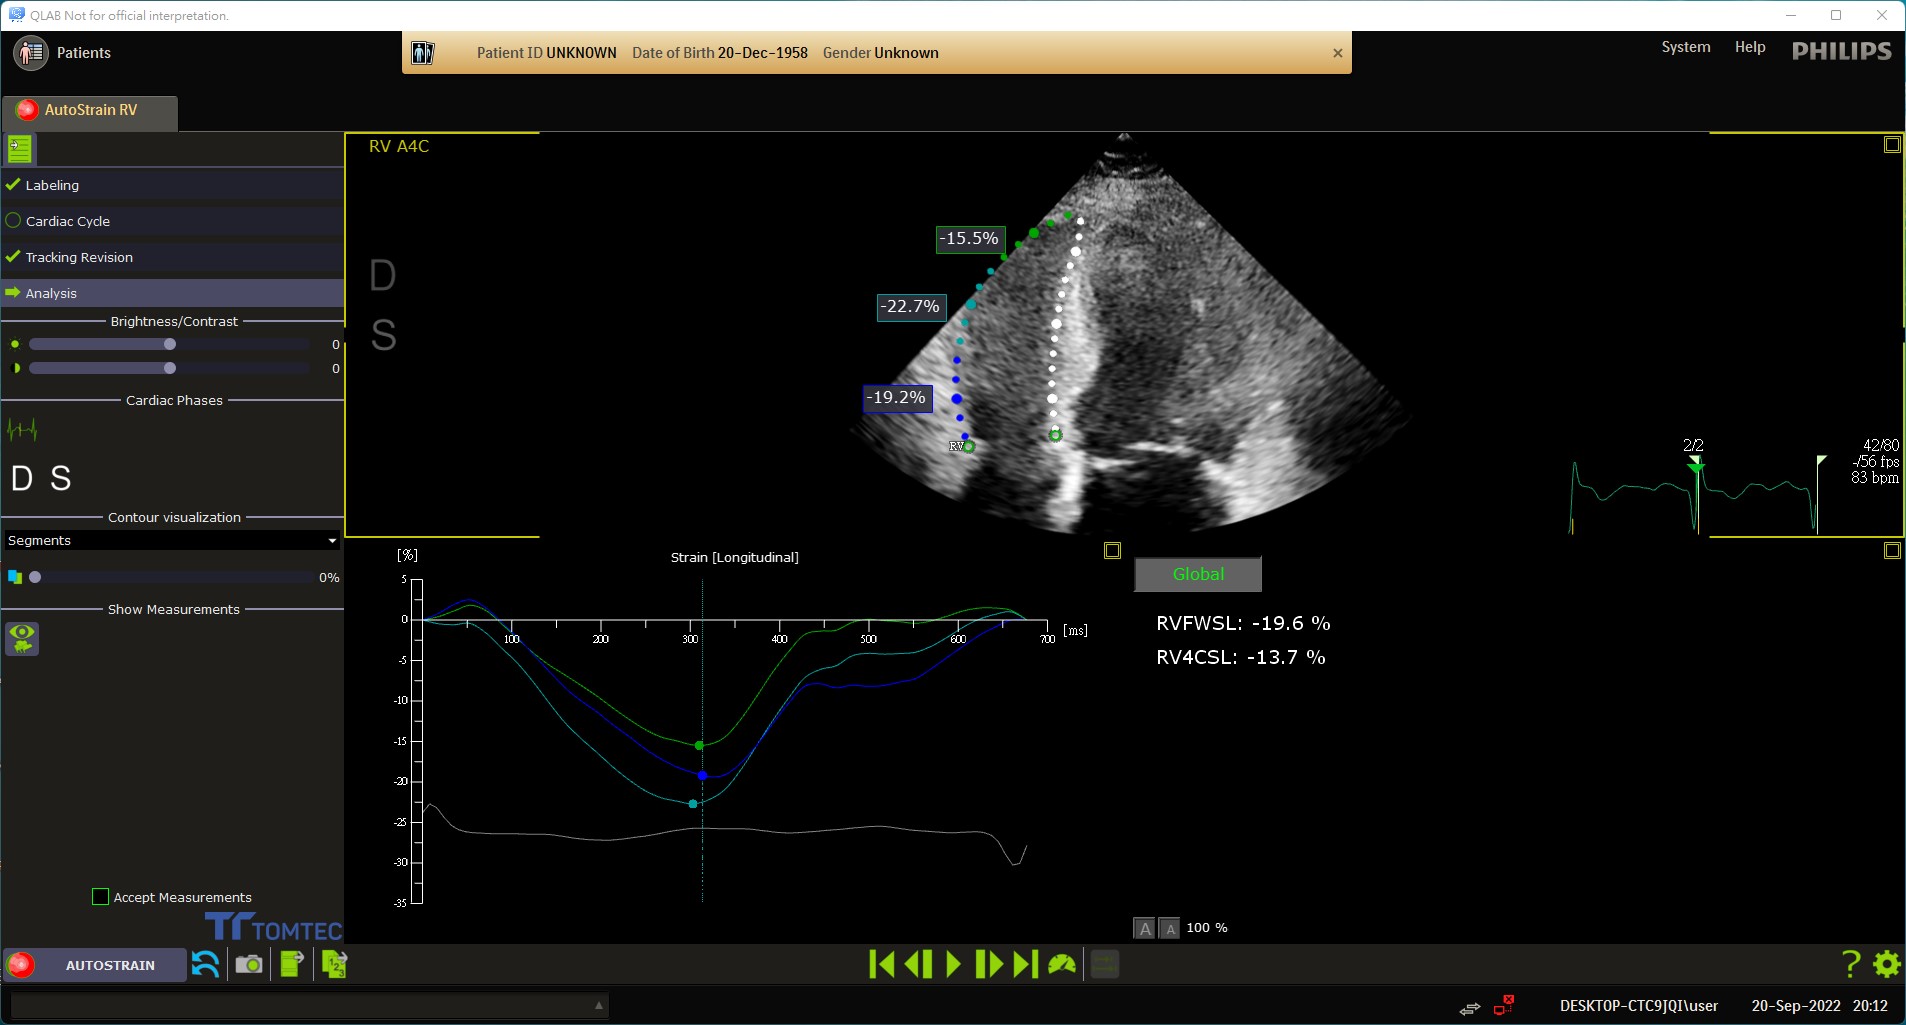 QLAB Not for official interpretation.
Patients
Patient ID UNKNOWN Date of Birth 20-Dec-1958 Gender Unknown
System Help PHILIPS
AutoStrain RV
Labeling
Cardiac Cycle
Tracking Revision
Analysis
Brightness/Contrast
0
0
Cardiac Phases
D S
Contour visualization
Segments
0%
Show Measurements
Accept Measurements
TOMTEC
RV A4C
D
S
-15.5%
-22.7%
-19.2%
RV
2/2
42/80
-/56 fps
83 bpm
[%]
Strain [Longitudinal]
5
0
-5
-10
-15
-20
-25
-30
-35
100 200 300 400 500 600 700 [ms]
Global
RVFWSL: -19.6 %
RV4CSL: -13.7 %
A A 100 %
AUTOSTRAIN
123
?
DESKTOP-CTC9JQI\user 20-Sep-2022 20:12